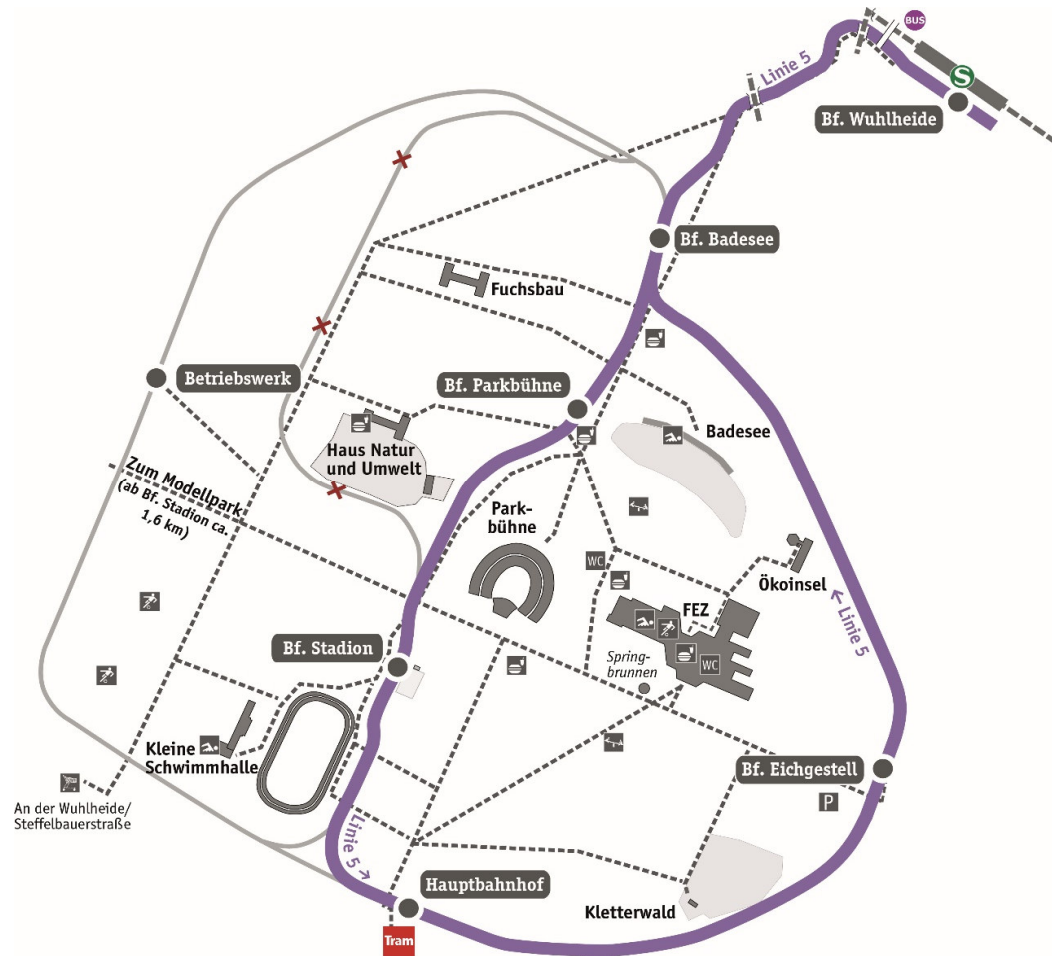 BUS
Linie 5
S
Bf. Wuhlheide
Bf. Badesee
Fuchsbau
Betriebswerk
Bf. Parkbühne
Badesee
Haus Natur
und Umwelt
Zum Modellpark
(ab Bf. Stadion ca.
1,6 km)
Park-
bühne
WC
Ökoinsel
FEZ
← Linie 5
Bf. Stadion
Spring-
brunnen
WC
Kleine
Schwimmhalle
Bf. Eichgestell
P
An der Wuhlheide/
Steffelbauerstraße
Linie 5 →
Hauptbahnhof
Kletterwald
Tram